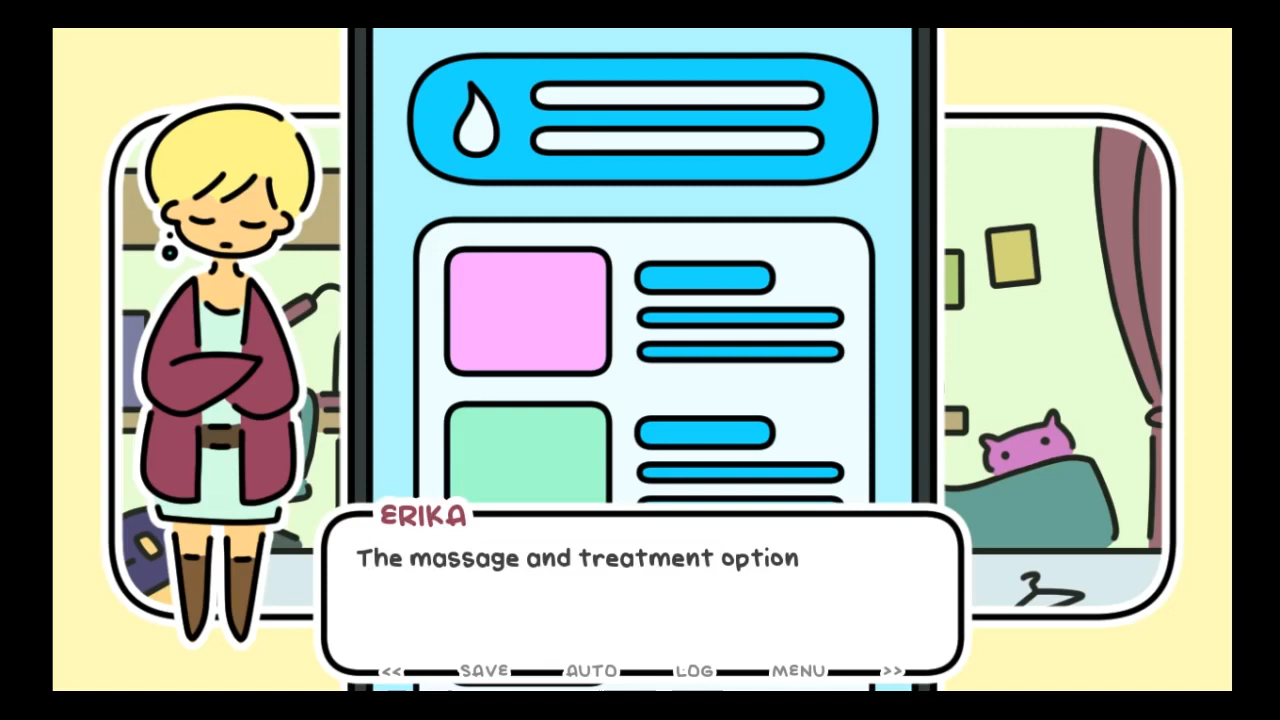 ERIKA
The massage and treatment option
<< SAVE AUTO LOG MENU >>